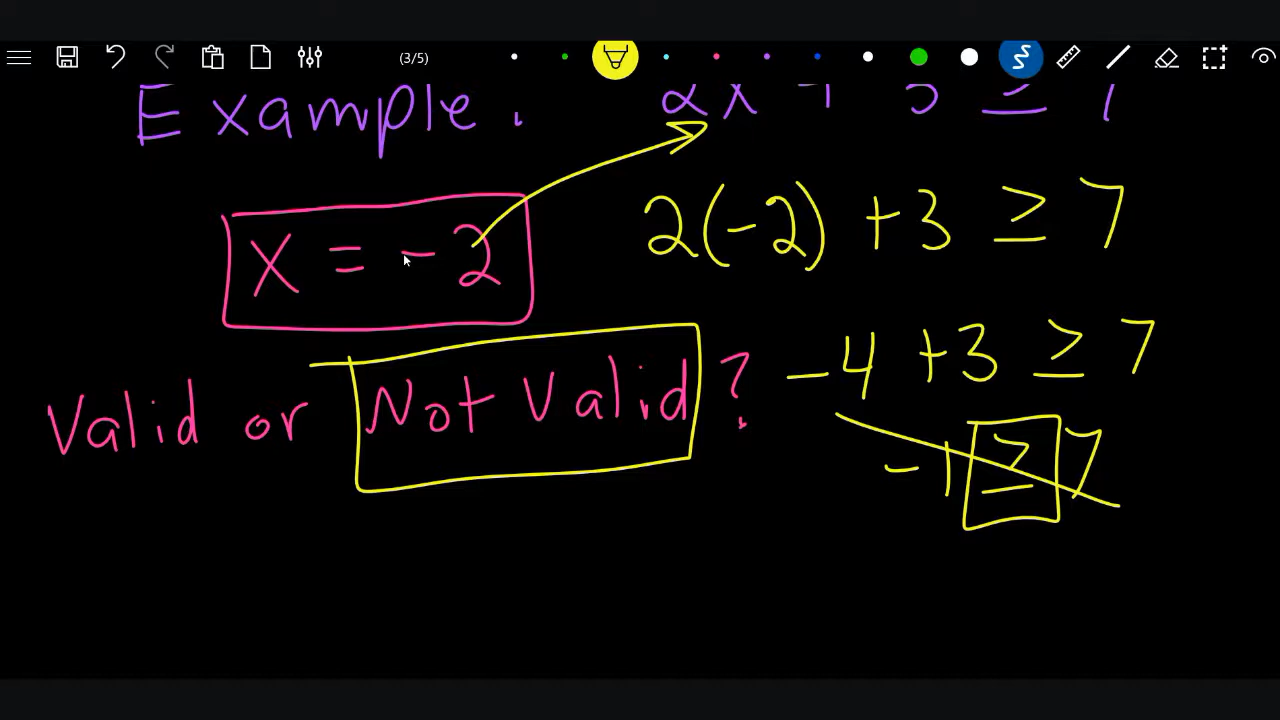 (3/5)
Example. 2x + 3 ≥ 7
x = -2
2(-2) +3 ≥ 7
Valid or Not Valid?
-4 +3 ≥ 7
-1 ≥ 7